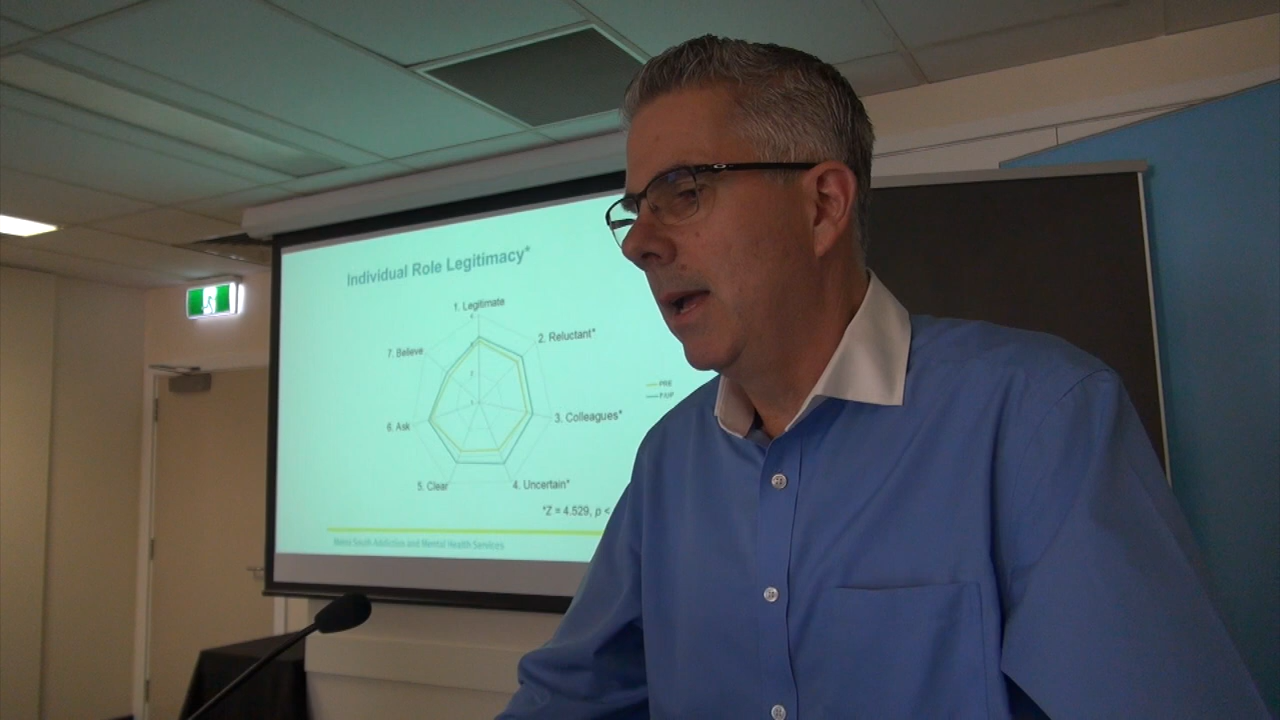 Individual Role Legitimacy*
1. Legitimate
2. Reluctant*
7. Believe
PRE
3. Colleagues*
6. Ask
5. Clear
4. Uncertain*
*Z = 4.529, p <
South Addiction and Mental Health Services